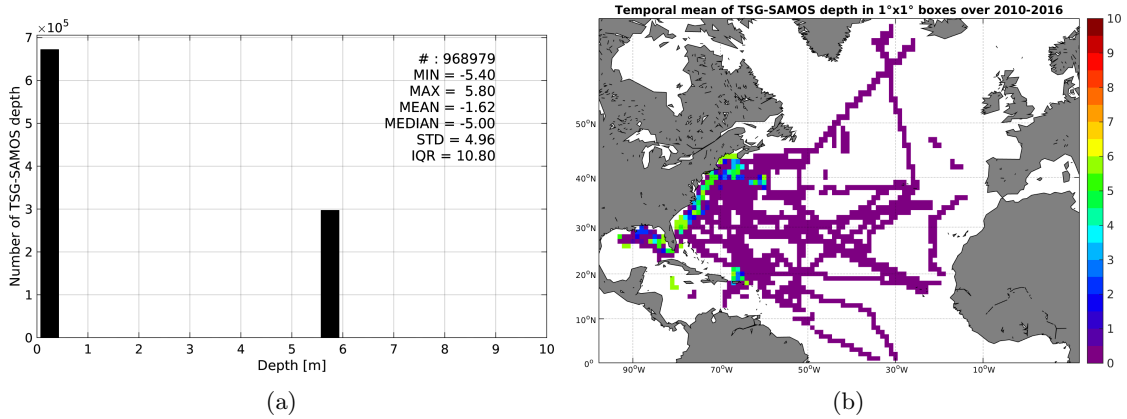 ×10⁵
7
6
5
4
3
2
1
0
Number of TSG-SAMOS depth
# : 968979
MIN = -5.40
MAX = 5.80
MEAN = -1.62
MEDIAN = -5.00
STD = 4.96
IQR = 10.80
0 1 2 3 4 5 6 7 8 9 10
Depth [m]
(a)
Temporal mean of TSG-SAMOS depth in 1°x1° boxes over 2010-2016
50°N
40°N
30°N
20°N
10°N
0°
90°W 70°W 50°W 30°W 10°W
10
9
8
7
6
5
4
3
2
1
0
(b)